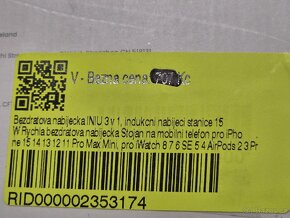 V - Bezna cena 707 Kc
Bezdratova nabijecka INIU 3 v 1, Indukcni nabijeci stanice 15
W Rychla bezdratova nabijecka Stojan na mobilni telefon pro iPho
ne 15 14 13 12 11 Pro Max Mini, pro iWatch 8 7 6 SE 5 4 AirPods 2 3 Pr
RID000002353174